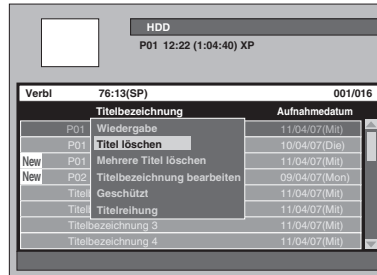 HDD
P01 12:22 (1:04:40) XP
Verbl 76:13(SP) 001/016
Titelbezeichnung Aufnahmedatum
P01 Wiedergabe 11/04/07(Mit)
P01 Titel löschen 10/04/07(Die)
New P01 Mehrere Titel löschen 11/04/07(Mit)
New P02 Titelbezeichnung bearbeiten 09/04/07(Mon)
Geschützt 11/04/07(Mit)
Titelreihung 11/04/07(Mit)
Titelbezeichnung 3 11/04/07(Mit)
Titelbezeichnung 4 11/04/07(Mit)